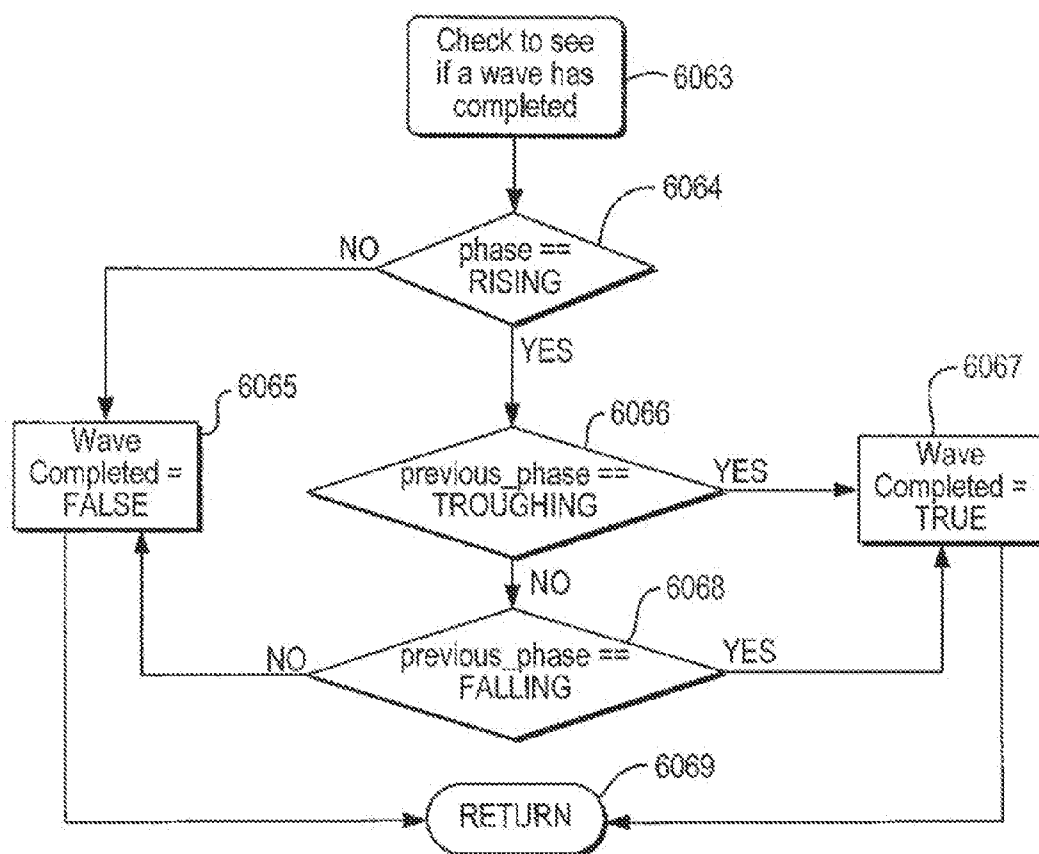 Check to see
if a wave has
completed
6063
6064
NO
phase ==
RISING
YES
6065
6067
6066
Wave
Completed =
FALSE
previous_phase ==
TROUGHING
YES
Wave
Completed =
TRUE
NO
6068
NO
previous_phase ==
FALLING
YES
6069
RETURN